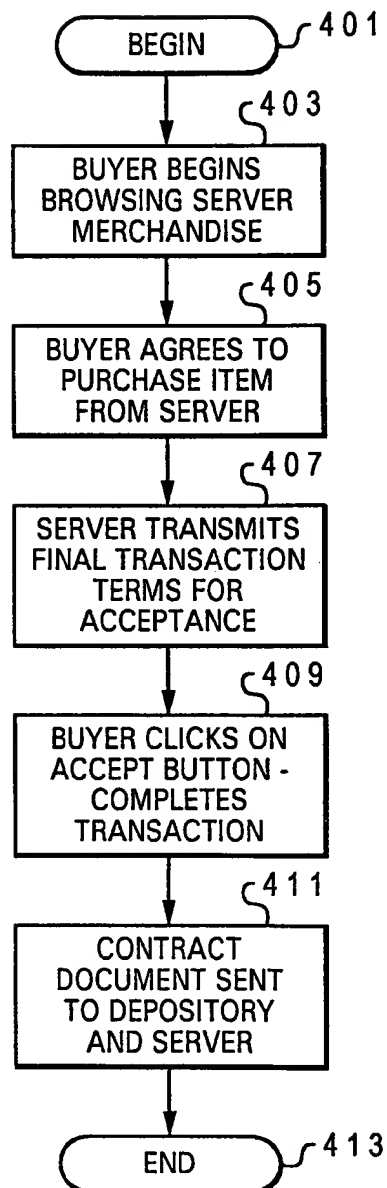 BEGIN
401
403
BUYER BEGINS
BROWSING SERVER
MERCHANDISE
405
BUYER AGREES TO
PURCHASE ITEM
FROM SERVER
407
SERVER TRANSMITS
FINAL TRANSACTION
TERMS FOR
ACCEPTANCE
409
BUYER CLICKS ON
ACCEPT BUTTON -
COMPLETES
TRANSACTION
411
CONTRACT
DOCUMENT SENT
TO DEPOSITORY
AND SERVER
END
413